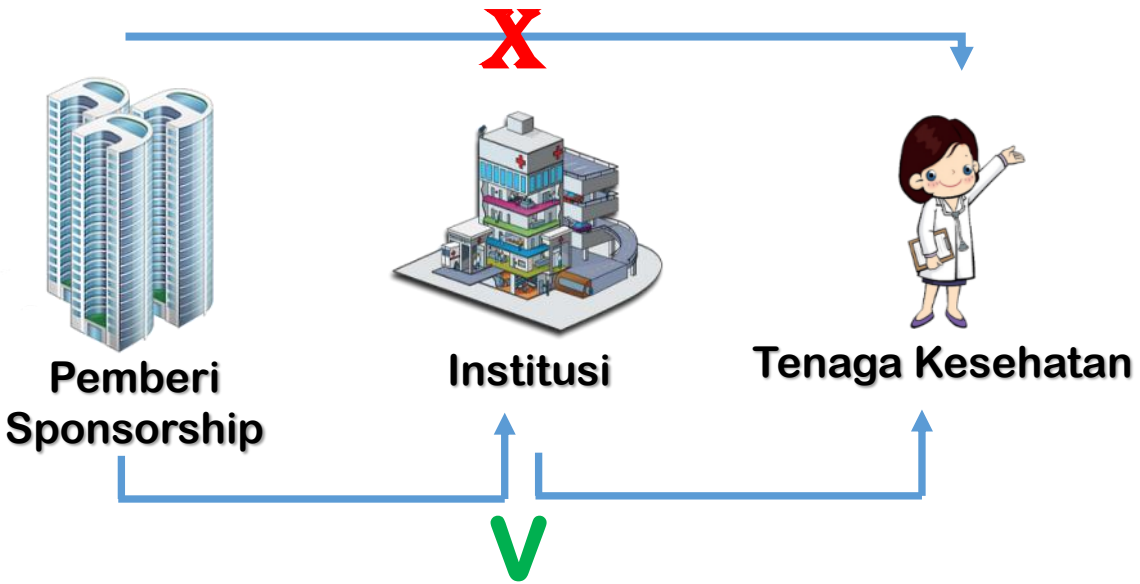 X
Pemberi
Sponsorship
Institusi
Tenaga Kesehatan
V